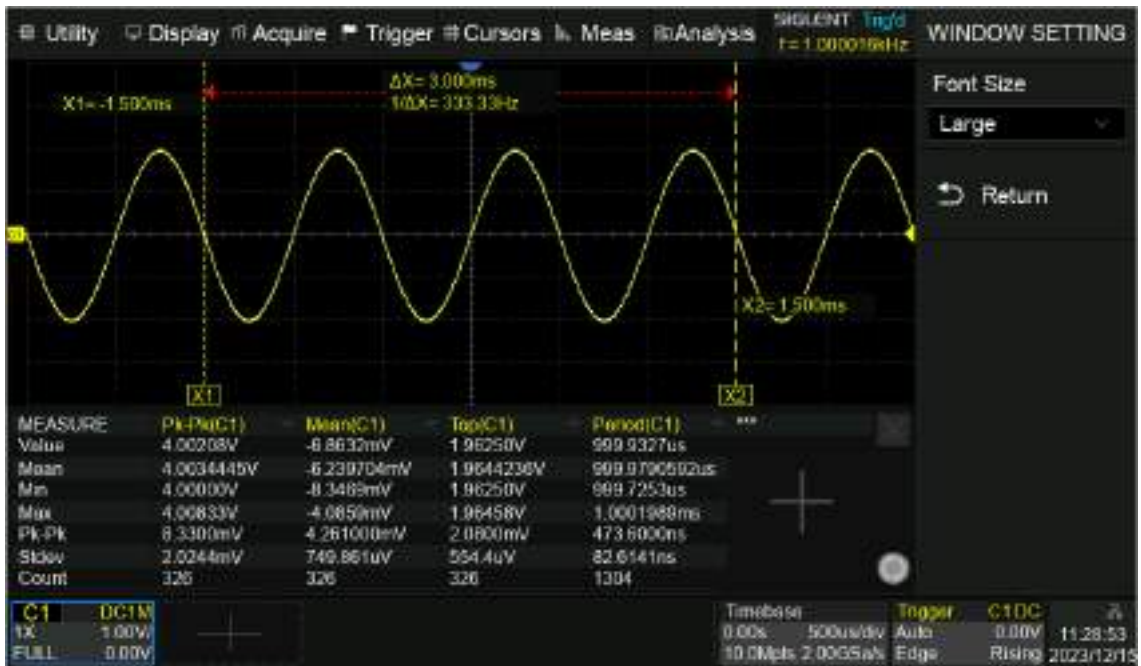 Utility Display Acquire Trigger Cursors Meas Analysis
SIGLENT Trig'd
f = 1.000016kHz
WINDOW SETTING
Font Size
Large
Return
ΔX= 3.000ms
1/ΔX= 333.33Hz
X1= -1.500ms
X2= 1.500ms
X1 X2
MEASURE Pk-Pk(C1) Mean(C1) Top(C1) Period(C1)
Value 4.00208V -6.8632mV 1.96250V 999.9327us
Mean 4.0034445V -6.239704mV 1.9644236V 999.9790592us
Min 4.00000V -8.3469mV 1.96250V 999.7253us
Max 4.00833V -4.0859mV 1.96458V 1.0001989ms
Pk-Pk 8.3300mV 4.261000mV 2.0800mV 473.6000ns
Stdev 2.0244mV 749.861uV 554.4uV 82.6141ns
Count 326 326 326 1304
C1 DC1M
1X 1.00V/
FULL 0.00V
Timebase
0.00s 500us/div
10.0Mpts 2.00GSa/s
Trigger C1 DC
Auto 0.00V
Edge Rising
11:28:53
2023/12/15